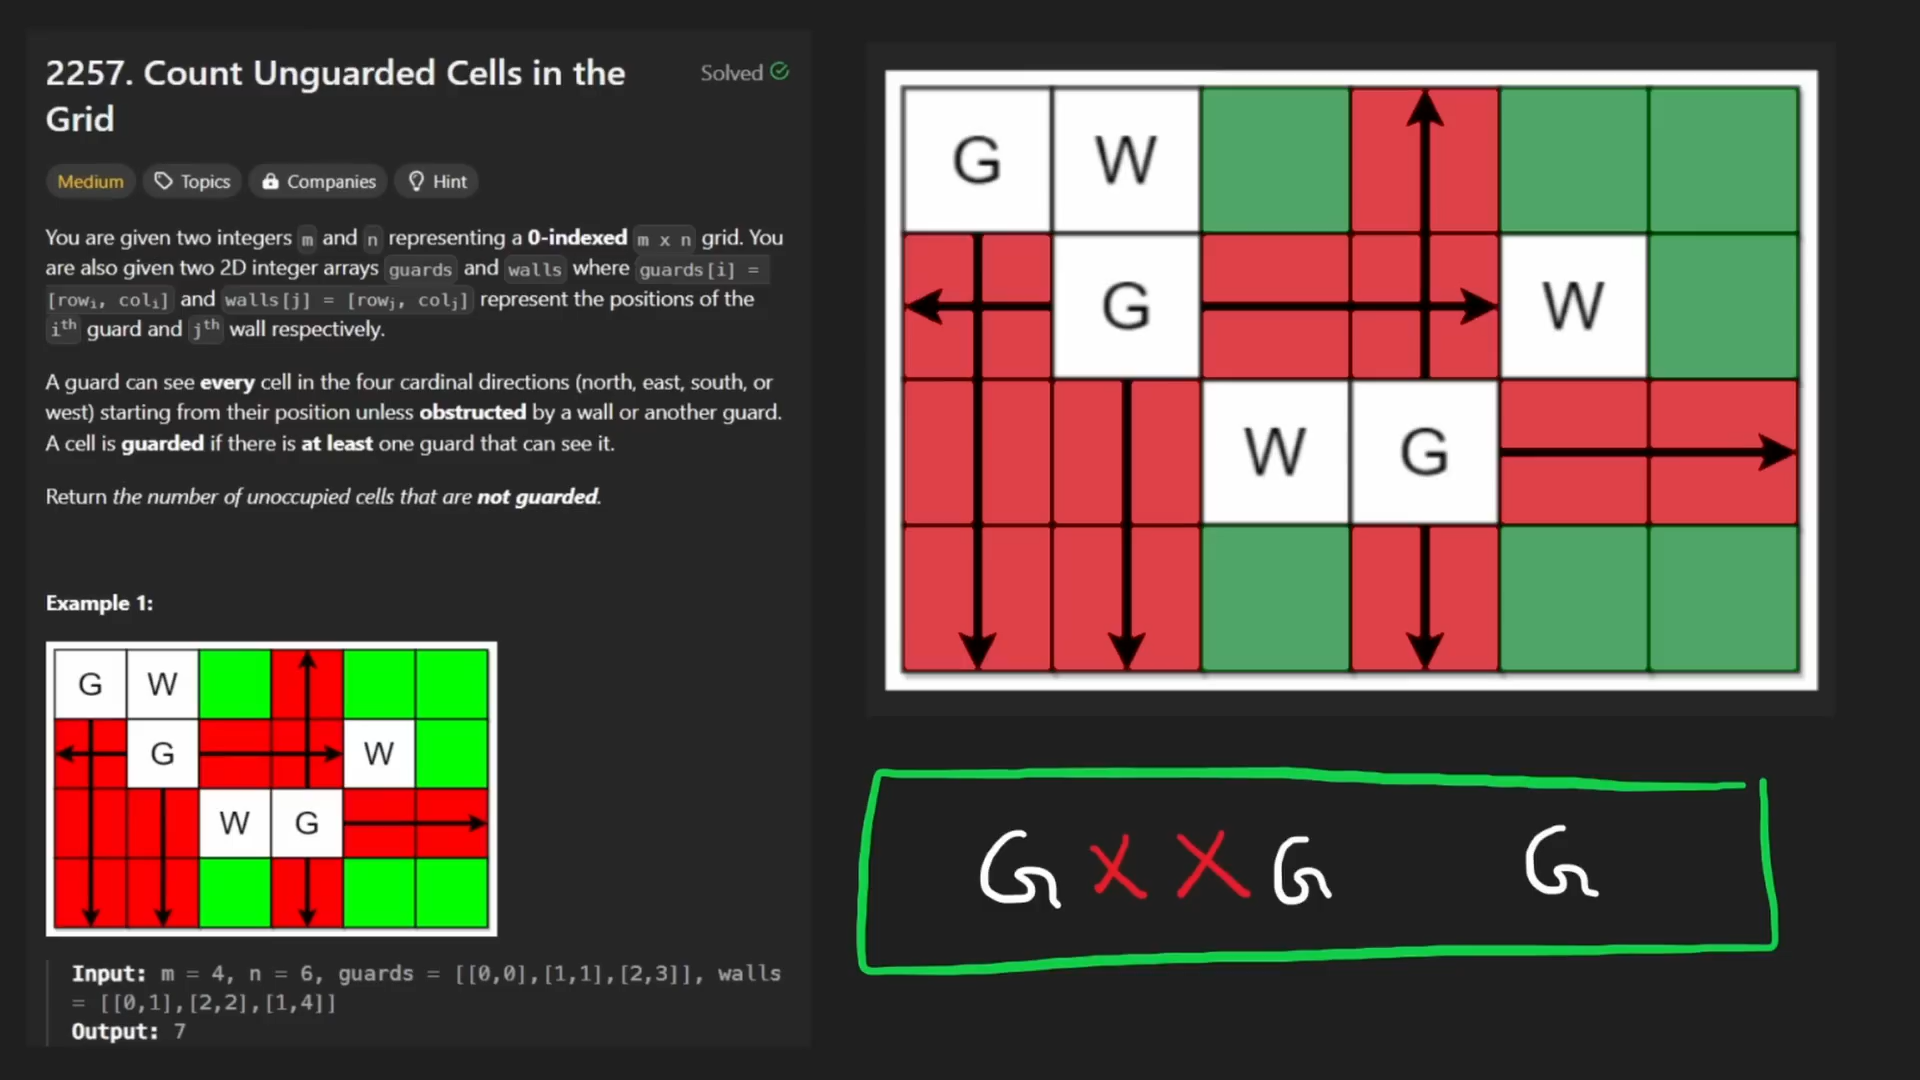 2257. Count Unguarded Cells in the
Grid
Solved
Medium Topics Companies Hint
You are given two integers m and n representing a 0-indexed m x n grid. You
are also given two 2D integer arrays guards and walls where guards[i] =
[rowᵢ, colᵢ] and walls[j] = [rowⱼ, colⱼ] represent the positions of the
iᵗʰ guard and jᵗʰ wall respectively.
A guard can see every cell in the four cardinal directions (north, east, south, or
west) starting from their position unless obstructed by a wall or another guard.
A cell is guarded if there is at least one guard that can see it.
Return the number of unoccupied cells that are not guarded.
Example 1:
G W
G W
W G
Input: m = 4, n = 6, guards = [[0,0],[1,1],[2,3]], walls
= [[0,1],[2,2],[1,4]]
Output: 7
G W
G W
W G
G X X G G